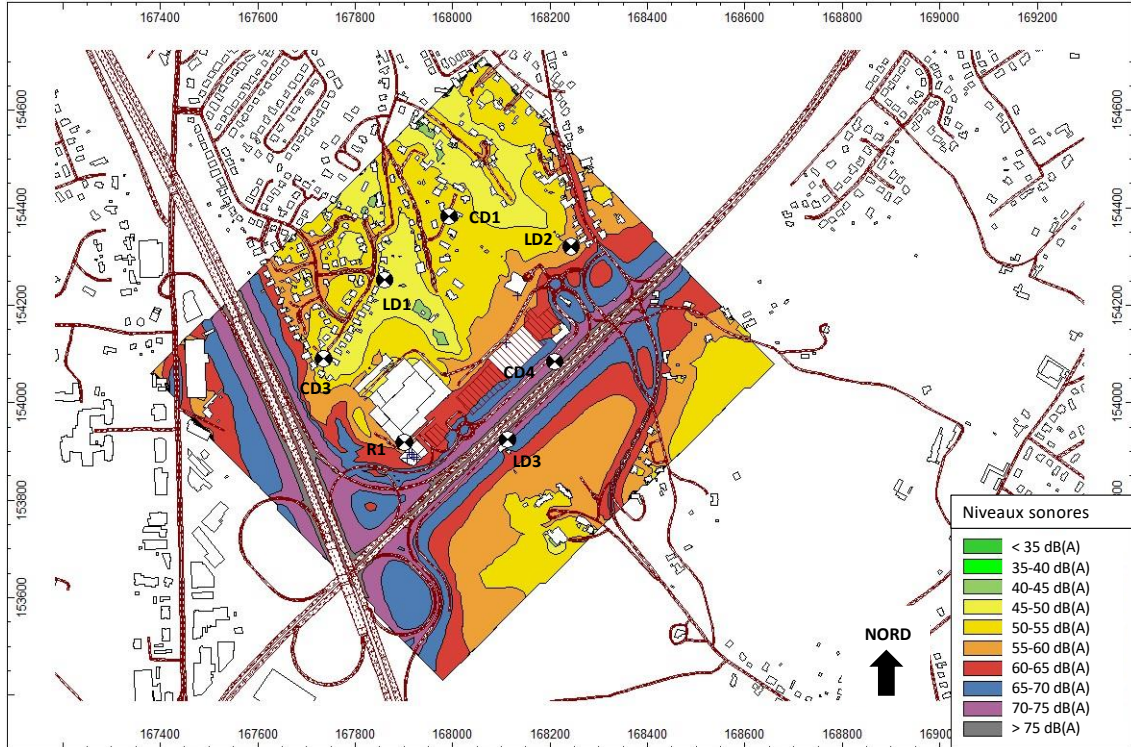 167400 167600 167800 168000 168200 168400 168600 168800 169000 169200
154600 154600
154400 154400
CD1
LD2
LD1
154200 154200
CD4
CD3
154000 154000
R1
LD3
153800
Niveaux sonores
< 35 dB(A)
35-40 dB(A)
40-45 dB(A)
45-50 dB(A)
50-55 dB(A)
55-60 dB(A)
60-65 dB(A)
65-70 dB(A)
70-75 dB(A)
> 75 dB(A)
153600
NORD
167400 167600 167800 168000 168200 168400 168600 168800 169000